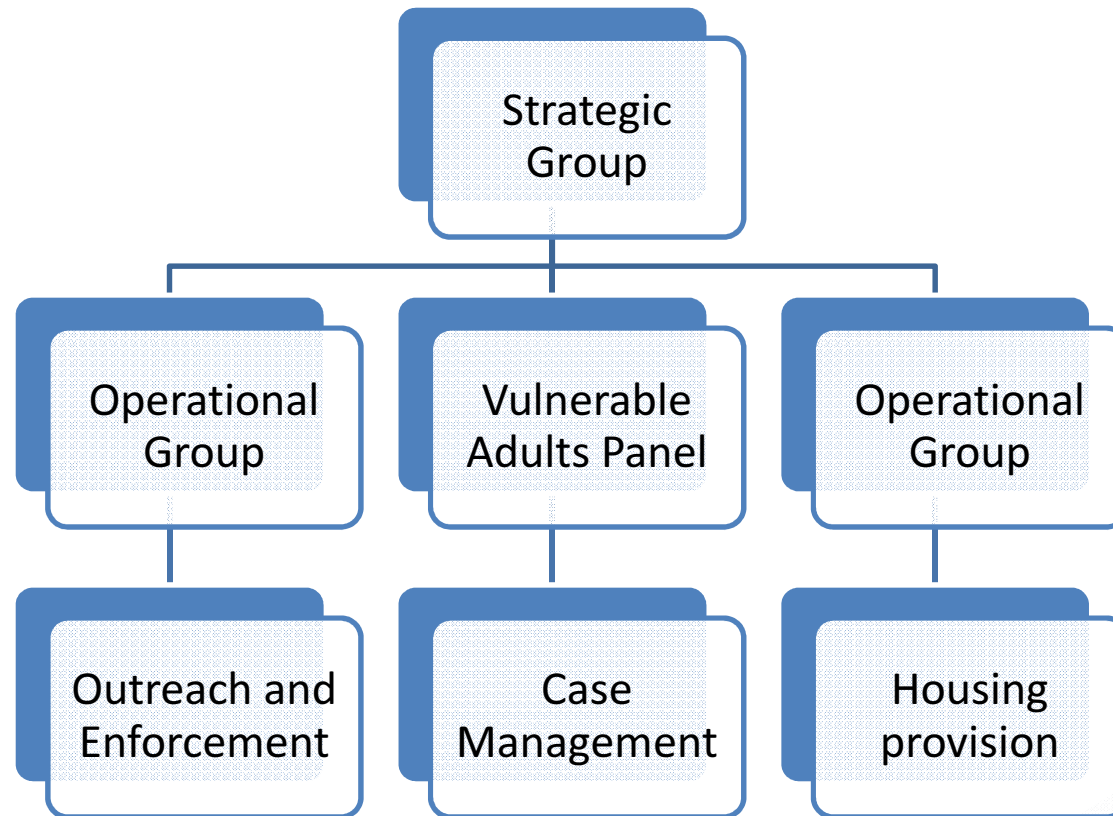 Strategic
Group
Operational
Group
Vulnerable
Adults Panel
Operational
Group
Outreach and
Enforcement
Case
Management
Housing
provision